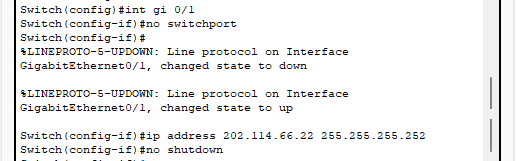 Switch(config)#int gi 0/1
Switch(config-if)#no switchport
Switch(config-if)#
%LINEPROTO-5-UPDOWN: Line protocol on Interface
GigabitEthernet0/1, changed state to down
%LINEPROTO-5-UPDOWN: Line protocol on Interface
GigabitEthernet0/1, changed state to up
Switch(config-if)#ip address 202.114.66.22 255.255.255.252
Switch(config-if)#no shutdown